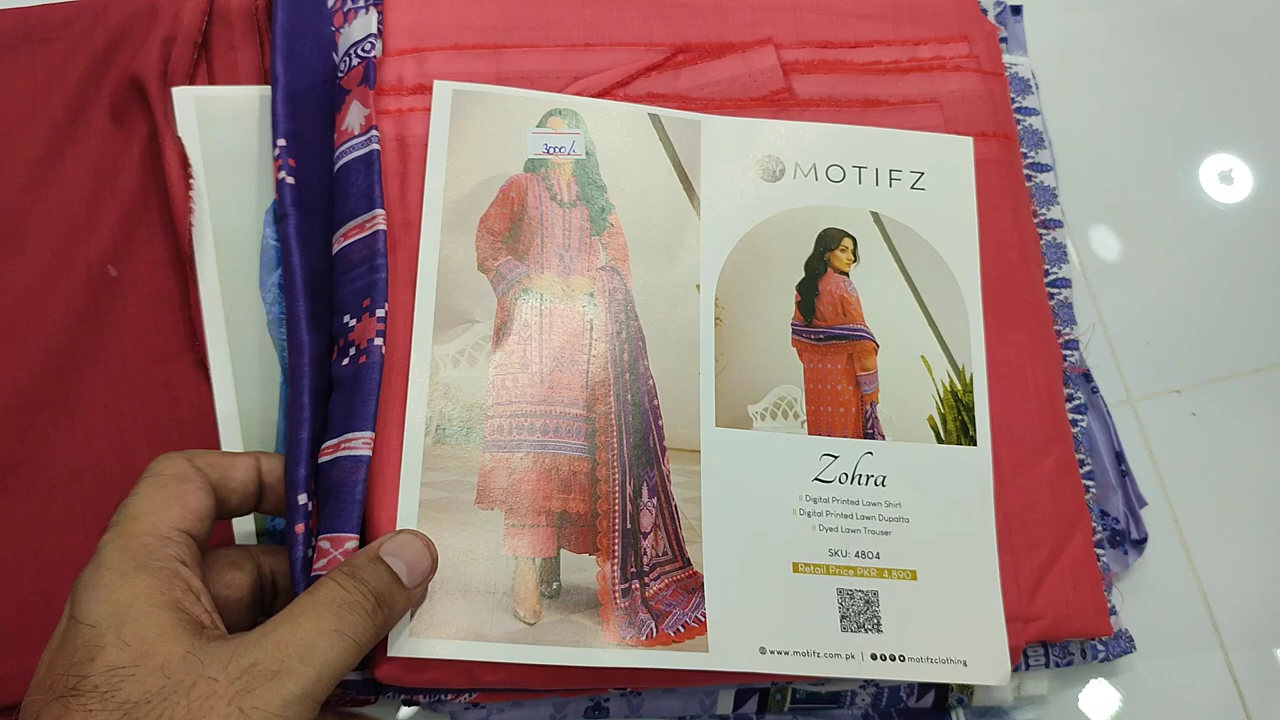 3000/-
MOTIFZ
Zohra
|| Digital Printed Lawn Shirt
|| Digital Printed Lawn Dupatta
|| Dyed Lawn Trouser
SKU: 4804
Retail Price PKR: 4,890
www.motifz.com.pk | motifzclothing